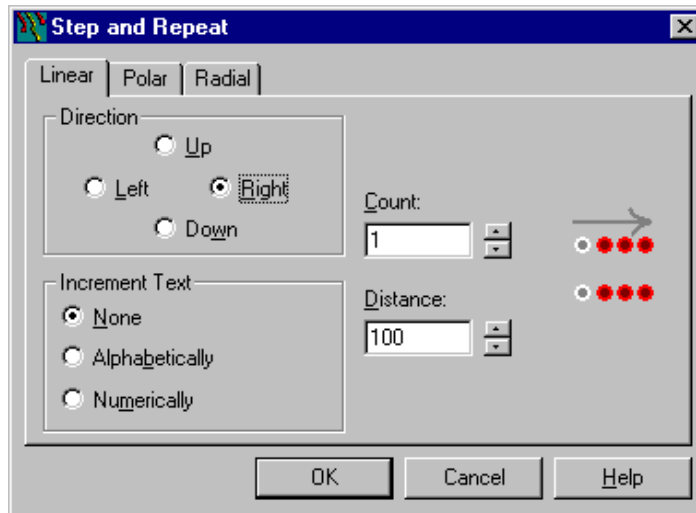 Step and Repeat
Linear Polar Radial
Direction
Up
Left Right
Down
Count:
1
Increment Text
None
Distance:
100
Alphabetically
Numerically
OK Cancel Help